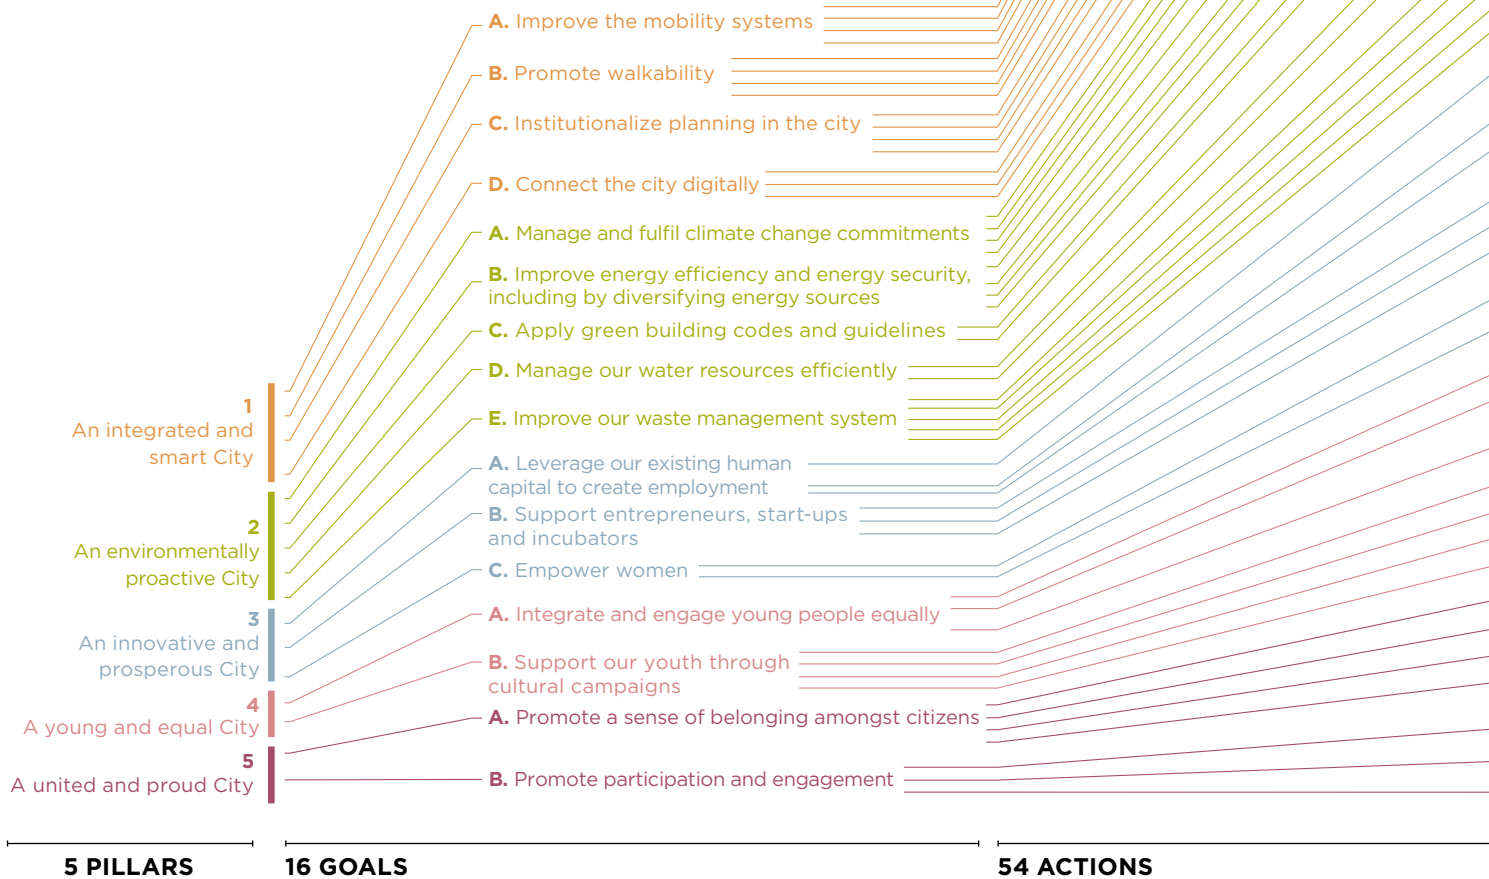 A. Improve the mobility systems
B. Promote walkability
C. Institutionalize planning in the city
D. Connect the city digitally
A. Manage and fulfil climate change commitments
B. Improve energy efficiency and energy security,
including by diversifying energy sources
C. Apply green building codes and guidelines
D. Manage our water resources efficiently
E. Improve our waste management system
A. Leverage our existing human
capital to create employment
B. Support entrepreneurs, start-ups
and incubators
C. Empower women
A. Integrate and engage young people equally
B. Support our youth through
cultural campaigns
A. Promote a sense of belonging amongst citizens
B. Promote participation and engagement
1
An integrated and
smart City
2
An environmentally
proactive City
3
An innovative and
prosperous City
4
A young and equal City
5
A united and proud City
5 PILLARS
16 GOALS
54 ACTIONS